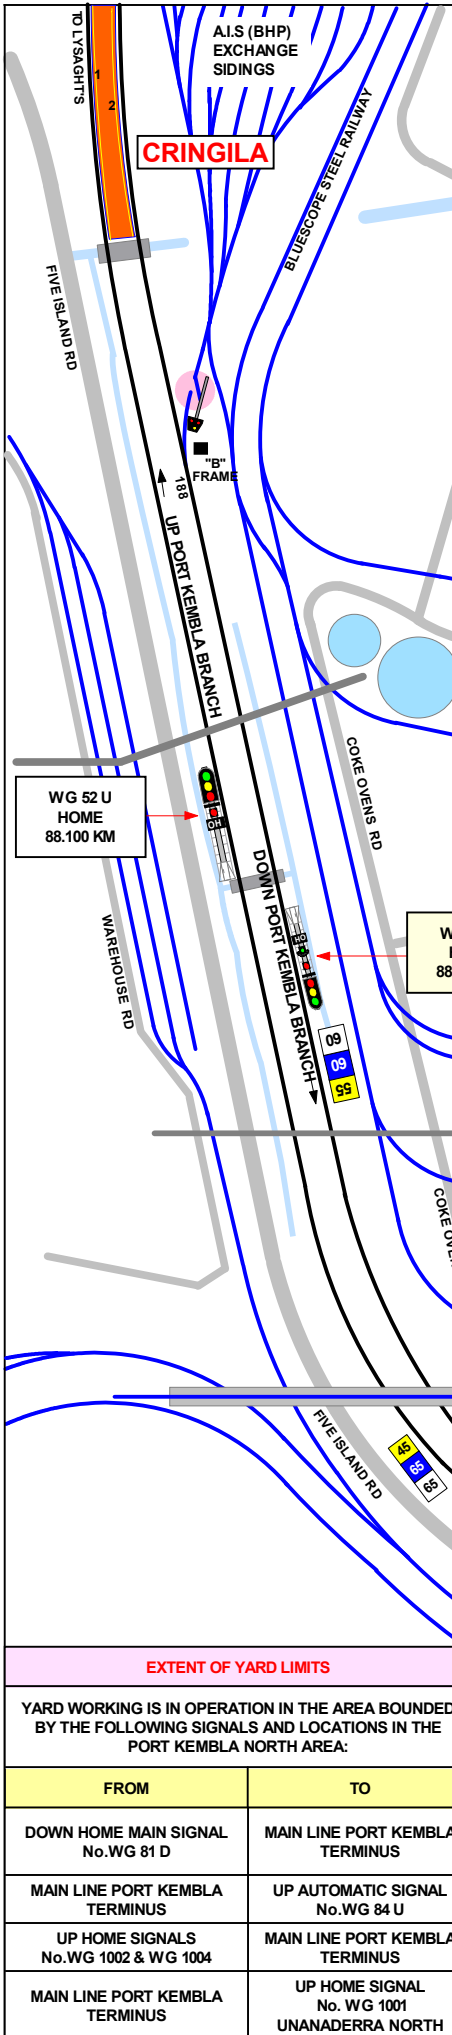 TO LYSAGHT'S
A.I.S (BHP)
EXCHANGE
SIDINGS
1
2
CRINGILA
BLUESCOPE STEEL RAILWAY
FIVE ISLAND RD
"B"
FRAME
188
UP PORT KEMBLA BRANCH
COKE OVENS RD
WG 52 U
HOME
88.100 KM
DOWN PORT KEMBLA BRANCH
WAREHOUSE RD
W
88
60
60
55
COKE OVE
FIVE ISLAND RD
45
65
65
EXTENT OF YARD LIMITS
YARD WORKING IS IN OPERATION IN THE AREA BOUNDED
BY THE FOLLOWING SIGNALS AND LOCATIONS IN THE
PORT KEMBLA NORTH AREA:
FROM
TO
DOWN HOME MAIN SIGNAL
No.WG 81 D
MAIN LINE PORT KEMBLA
TERMINUS
MAIN LINE PORT KEMBLA
TERMINUS
UP AUTOMATIC SIGNAL
No.WG 84 U
UP HOME SIGNALS
No.WG 1002 & WG 1004
MAIN LINE PORT KEMBLA
TERMINUS
MAIN LINE PORT KEMBLA
TERMINUS
UP HOME SIGNAL
No. WG 1001
UNANADERRA NORTH